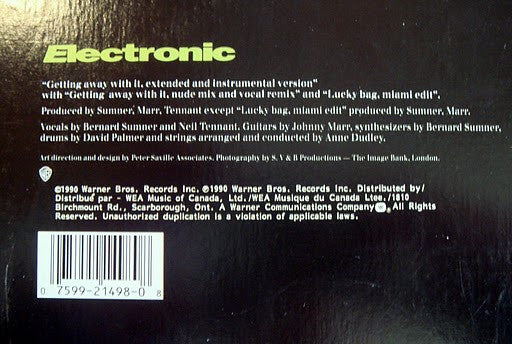 Electronic
"Getting away with it, extended and instrumental version"
with "Getting away with it, nude mix and vocal remix" and "Lucky bag, miami edit".
Produced by Sumner, Marr, Tennant except "Lucky bag, miami edit" produced by Sumner, Marr.
Vocals by Bernard Sumner and Neil Tennant, Guitars by Johnny Marr, synthesizers by Bernard Sumner,
drums by David Palmer and strings arranged and conducted by Anne Dudley.
Art direction and design by Peter Saville Associates, Photography by S. V & B Productions — The Image Bank, London.
©1990 Warner Bros. Records Inc. ℗1990 Warner Bros. Records Inc. Distributed by/
Distribué par - WEA Music of Canada, Ltd./WEA Musique du Canada Ltee./1810
Birchmount Rd., Scarborough, Ont. A Warner Communications Company. All Rights
Reserved. Unauthorized duplication is a violation of applicable laws.
0 7599-21498-0 8